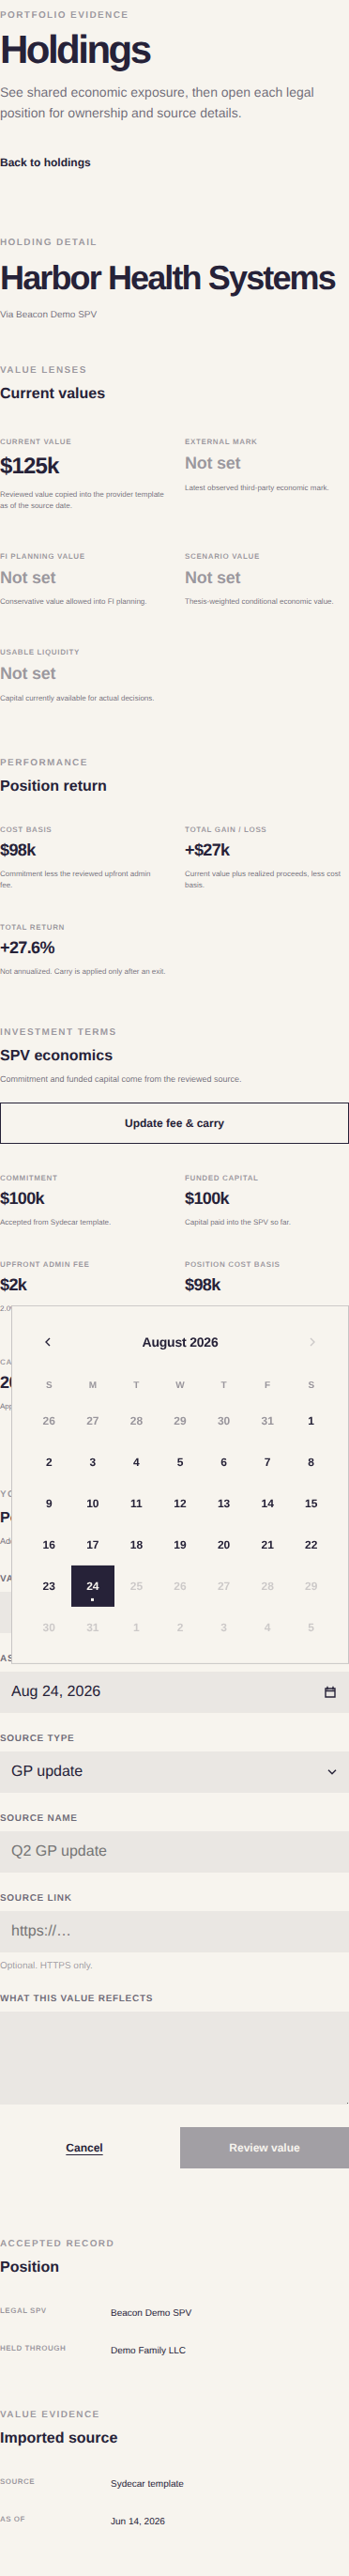 PORTFOLIO EVIDENCE
Holdings
See shared economic exposure, then open each legal
position for ownership and source details.
Back to holdings
HOLDING DETAIL
Harbor Health Systems
Via Beacon Demo SPV
VALUE LENSES
Current values
CURRENT VALUE
$125k
Reviewed value copied into the provider template
as of the source date.
EXTERNAL MARK
Not set
Latest observed third-party economic mark.
FI PLANNING VALUE
Not set
Conservative value allowed into FI planning.
SCENARIO VALUE
Not set
Thesis-weighted conditional economic value.
USABLE LIQUIDITY
Not set
Capital currently available for actual decisions.
PERFORMANCE
Position return
COST BASIS
$98k
Commitment less the reviewed upfront admin
fee.
TOTAL GAIN / LOSS
+$27k
Current value plus realized proceeds, less cost
basis.
TOTAL RETURN
+27.6%
Not annualized. Carry is applied only after an exit.
INVESTMENT TERMS
SPV economics
Commitment and funded capital come from the reviewed source.
Update fee & carry
COMMITMENT
$100k
Accepted from Sydecar template.
FUNDED CAPITAL
$100k
Capital paid into the SPV so far.
UPFRONT ADMIN FEE
$2k
POSITION COST BASIS
$98k
August 2026
S M T W T F S
26 27 28 29 30 31 1
2 3 4 5 6 7 8
9 10 11 12 13 14 15
16 17 18 19 20 21 22
23 24 25 26 27 28 29
30 31 1 2 3 4 5
Aug 24, 2026
SOURCE TYPE
GP update
SOURCE NAME
Q2 GP update
SOURCE LINK
https://…
Optional. HTTPS only.
WHAT THIS VALUE REFLECTS
Cancel
Review value
ACCEPTED RECORD
Position
LEGAL SPV
Beacon Demo SPV
HELD THROUGH
Demo Family LLC
VALUE EVIDENCE
Imported source
SOURCE
Sydecar template
AS OF
Jun 14, 2026